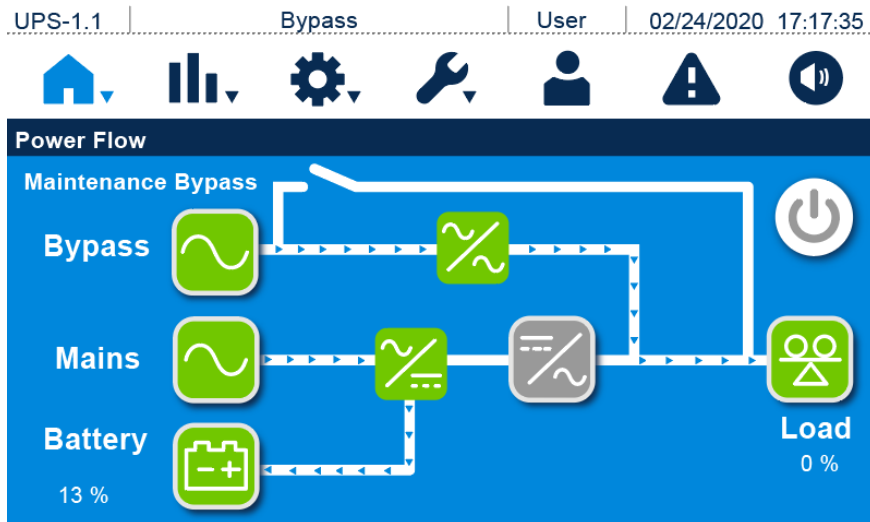 UPS-1.1 Bypass User 02/24/2020 17:17:35
Power Flow
Maintenance Bypass
Bypass
Mains
Battery
13 %
Load
0 %